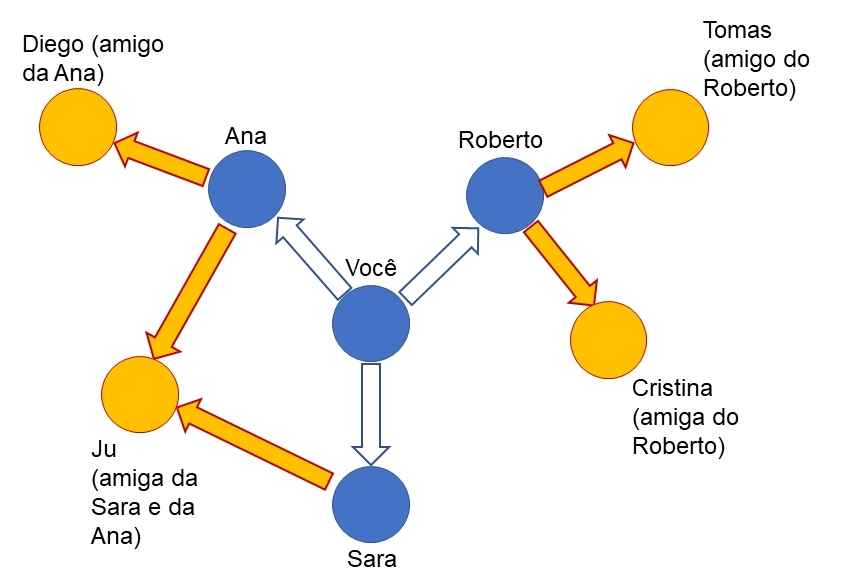 Diego (amigo
da Ana)
Tomas
(amigo do
Roberto)
Ana
Roberto
Você
Cristina
(amiga do
Roberto)
Ju
(amiga da
Sara e da
Ana)
Sara